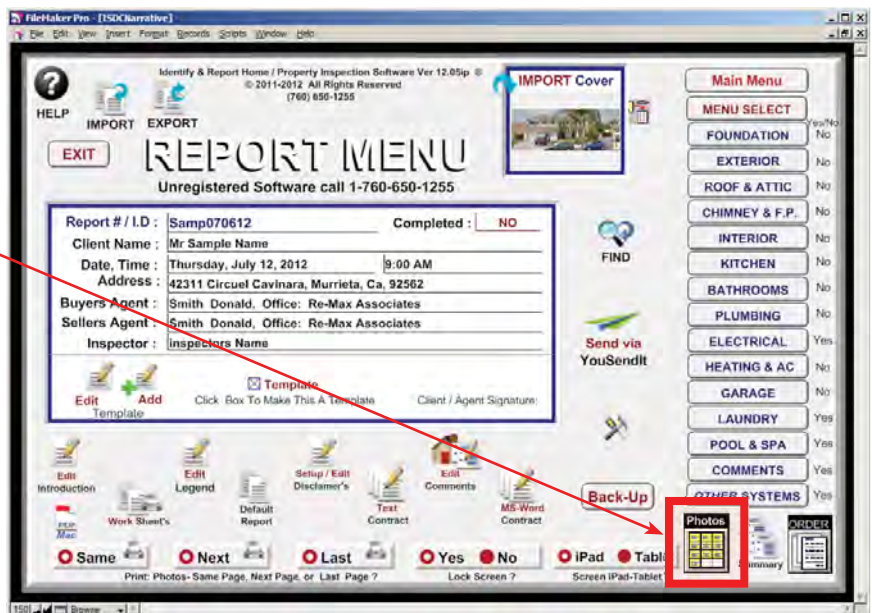 FileMaker Pro - [ISDCNarrative]
File Edit View Insert Format Records Scripts Window Help
Identify & Report Home / Property Inspection Software Ver 12.05ip ®
© 2011-2012 All Rights Reserved
(760) 650-1255
HELP
IMPORT
EXPORT
IMPORT Cover
EXIT
REPORT MENU
Unregistered Software call 1-760-650-1255
Report # / I.D : Samp070612 Completed : NO
Client Name : Mr Sample Name
Date, Time : Thursday, July 12, 2012 9:00 AM
Address : 42311 Circuel Cavinara, Murrieta, Ca, 92562
Buyers Agent : Smith Donald, Office: Re-Max Associates
Sellers Agent : Smith Donald, Office: Re-Max Associates
Inspector : inspectors Name
Edit Add
Template
Template
Click Box To Make This A Template
Client / Agent Signature:
FIND
Send via
YouSendIt
Back-Up
Main Menu
MENU SELECT
Yes/No
FOUNDATION No
EXTERIOR No
ROOF & ATTIC No
CHIMNEY & F.P. No
INTERIOR No
KITCHEN No
BATHROOMS No
PLUMBING No
ELECTRICAL Yes
HEATING & AC No
GARAGE No
LAUNDRY Yes
POOL & SPA Yes
COMMENTS Yes
OTHER SYSTEMS Yes
Edit
Introduction
Work Sheet's
Edit
Legend
Default
Report
Setup / Edit
Disclamer's
Text
Contract
Edit
Comments
MS-Word
Contract
PDF
Mac
Photos
Summary
ORDER
Same Next Last
Print: Photos- Same Page, Next Page, or Last Page ?
Yes No
Lock Screen ?
iPad Table
Screen iPad-Tablet
150 Browse